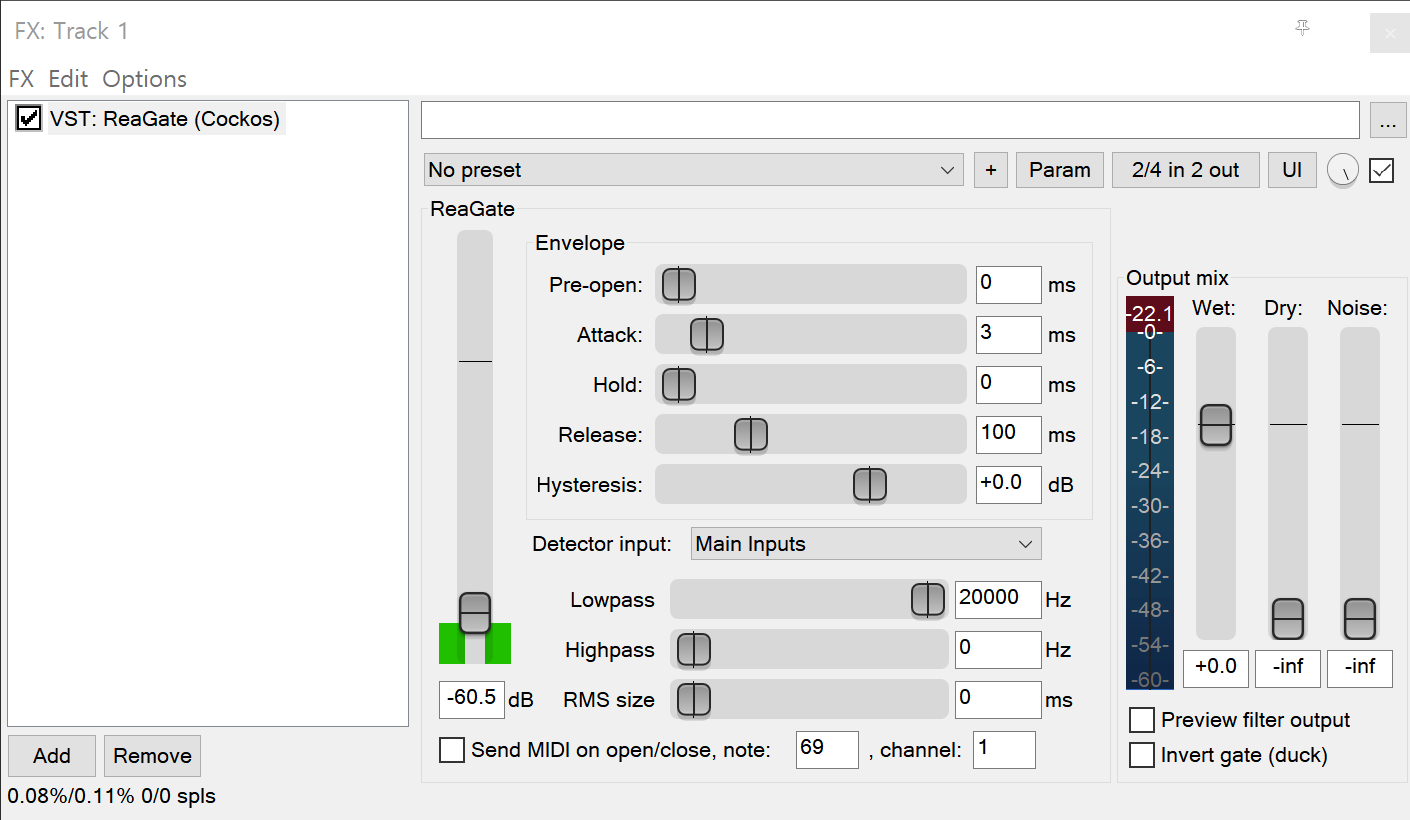 FX: Track 1
FX Edit Options
VST: ReaGate (Cockos)
...
No preset
+
Param
2/4 in 2 out
UI
ReaGate
Envelope
Pre-open: 0 ms
Attack: 3 ms
Hold: 0 ms
Release: 100 ms
Hysteresis: +0.0 dB
Detector input: Main Inputs
Lowpass 20000 Hz
Highpass 0 Hz
-60.5 dB
RMS size 0 ms
Send MIDI on open/close, note: 69 , channel: 1
Output mix
Wet: Dry: Noise:
-22.1
-0-
-6-
-12-
-18-
-24-
-30-
-36-
-42-
-48-
-54-
-60-
+0.0 -inf -inf
Preview filter output
Invert gate (duck)
Add Remove
0.08%/0.11% 0/0 spls